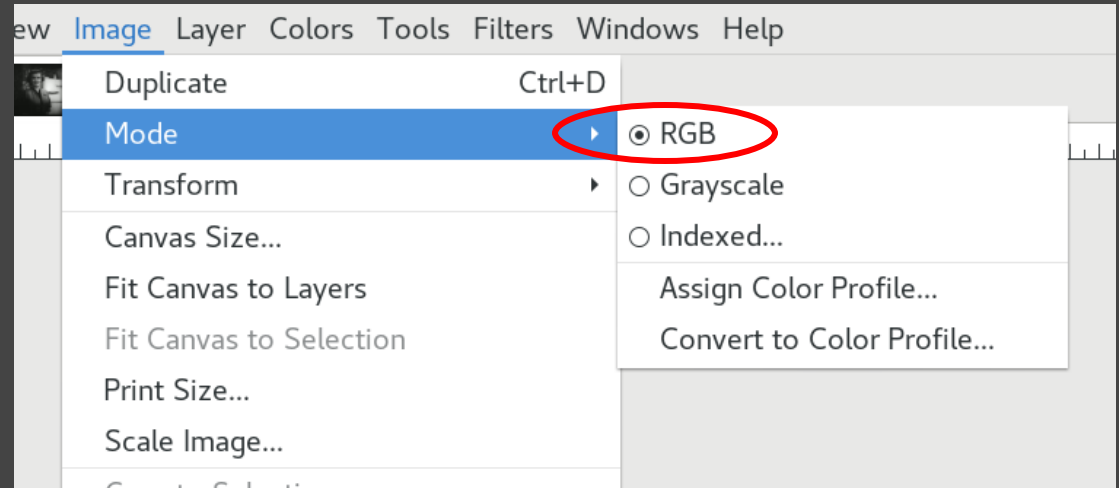 ew Image Layer Colors Tools Filters Windows Help
Duplicate Ctrl+D
Mode
RGB
Transform
Grayscale
Canvas Size...
Indexed...
Fit Canvas to Layers
Assign Color Profile...
Fit Canvas to Selection
Convert to Color Profile...
Print Size...
Scale Image...